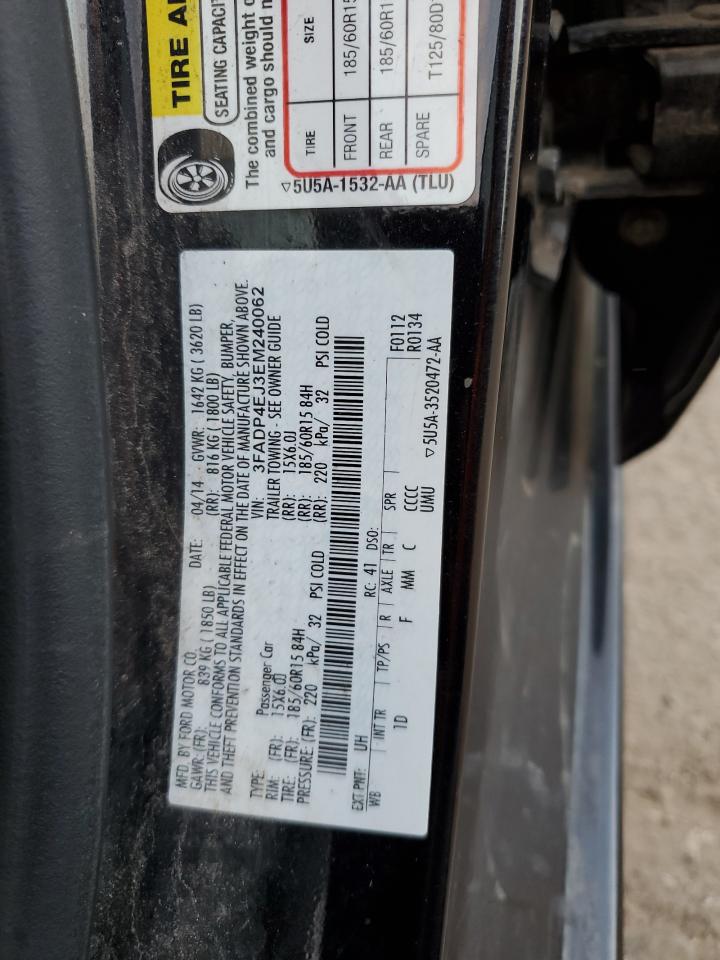 TIRE A
SEATING CAPACI
The combined weight o
and cargo should n
TIRE SIZE
FRONT 185/60R15
REAR 185/60R1
SPARE T125/80D
5U5A-1532-AA (TLU)
MFD. BY FORD MOTOR CO. DATE: 04/14 GVWR: 1642 KG ( 3620 LB)
GAWR: (FR): 839 KG ( 1850 LB) (RR): 816 KG ( 1800 LB)
THIS VEHICLE CONFORMS TO ALL APPLICABLE FEDERAL MOTOR VEHICLE SAFETY, BUMPER,
AND THEFT PREVENTION STANDARDS IN EFFECT ON THE DATE OF MANUFACTURE SHOWN ABOVE.
VIN: 3FADP4EJ3EM240062
TYPE: Passenger Car TRAILER TOWING - SEE OWNER GUIDE
RIM: (FR): 15X6.0J (RR): 15X6.0J
TIRE: (FR): 185/60R15 84H (RR): 185/60R15 84H
PRESSURE: (FR): 220 kPa/ 32 PSI COLD (RR): 220 kPa/ 32 PSI COLD
EXT PNT: UH RC: 41 DSO: F0112
WB INT TR TP/PS R AXLE TR SPR R0134
1D F MM C CCCC
UMU
5U5A-3520472-AA